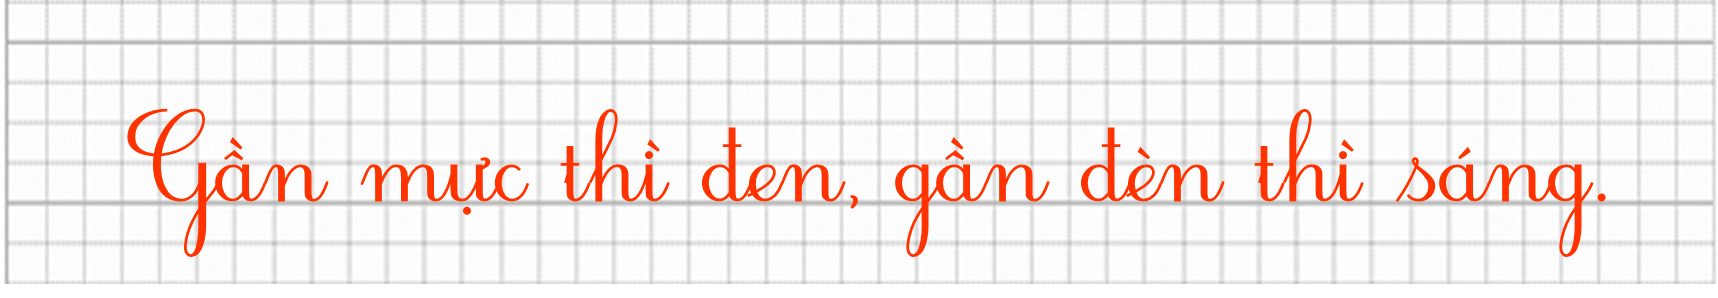 Gần mực thì đen, gần đèn thì sáng.